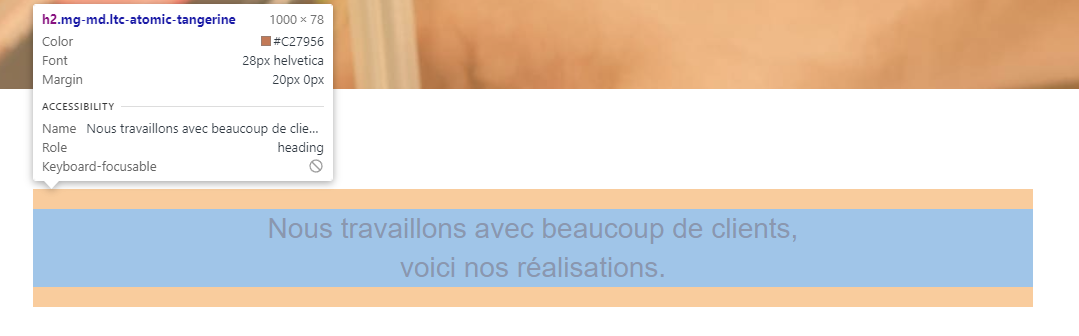 h2.mg-md.ltc-atomic-tangerine 1000 × 78
Color #C27956
Font 28px helvetica
Margin 20px 0px
ACCESSIBILITY
Name Nous travaillons avec beaucoup de clie...
Role heading
Keyboard-focusable
Nous travaillons avec beaucoup de clients,
voici nos réalisations.